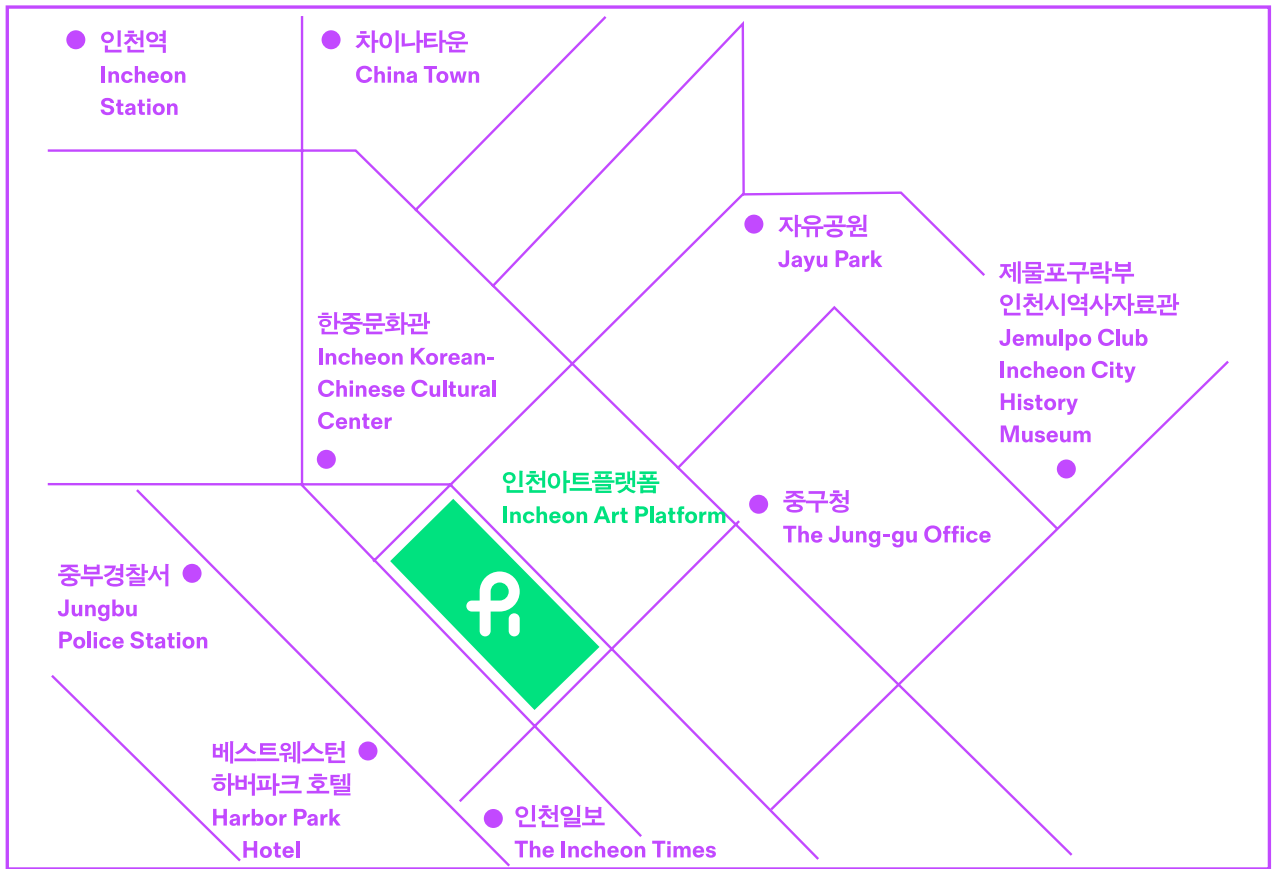 인천역
Incheon
Station
차이나타운
China Town
자유공원
Jayu Park
제물포구락부
인천시역사자료관
Jemulpo Club
Incheon City
History
Museum
한중문화관
Incheon Korean-
Chinese Cultural
Center
인천아트플랫폼
Incheon Art Platform
중구청
The Jung-gu Office
중부경찰서
Jungbu
Police Station
베스트웨스턴
하버파크 호텔
Harbor Park
Hotel
인천일보
The Incheon Times